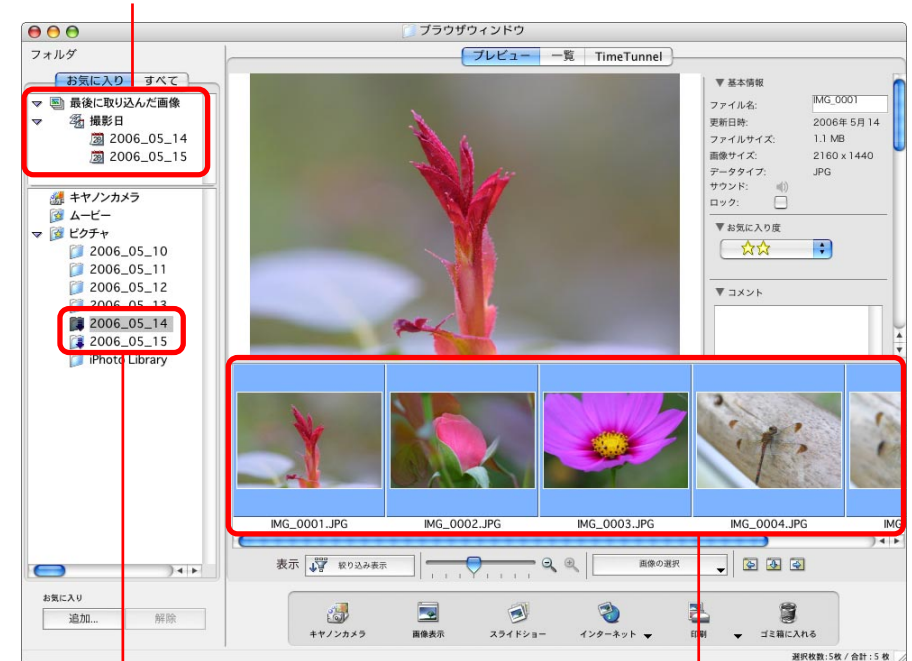 ブラウザウィンドウ
フォルダ
お気に入り すべて
最後に取り込んだ画像
撮影日
2006_05_14
2006_05_15
キヤノンカメラ
ムービー
ピクチャ
2006_05_10
2006_05_11
2006_05_12
2006_05_13
2006_05_14
2006_05_15
iPhoto Library
お気に入り
追加... 解除
プレビュー 一覧 TimeTunnel
▼ 基本情報
ファイル名: IMG_0001
更新日時: 2006年 5月 14
ファイルサイズ: 1.1 MB
画像サイズ: 2160 x 1440
データタイプ: JPG
サウンド:
ロック:
▼ お気に入り度
▼ コメント
IMG_0001.JPG IMG_0002.JPG IMG_0003.JPG IMG_0004.JPG IMG
表示 絞り込み表示 画像の選択
キヤノンカメラ 画像表示 スライドショー インターネット 印刷 ゴミ箱に入れる
選択枚数:5枚 / 合計:5 枚